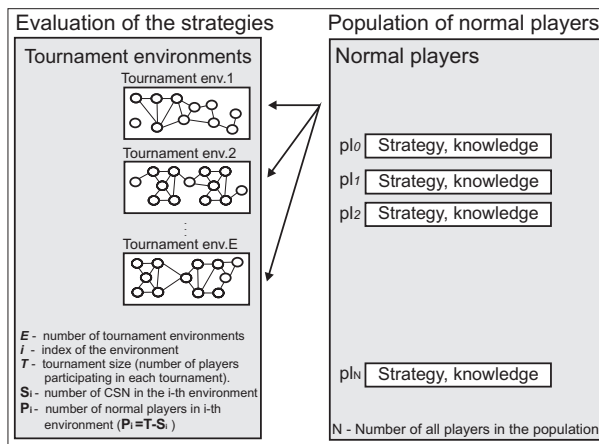 Evaluation of the strategies
Tournament environments
Tournament env.1
Tournament env.2
Tournament env.E
E - number of tournament environments
i - index of the environment
T - tournament size (number of players
participating in each tournament).
Si - number of CSN in the i-th environment
Pi - number of normal players in i-th
environment (Pi=T-Si )
Population of normal players
Normal players
pl0 Strategy, knowledge
pl1 Strategy, knowledge
pl2 Strategy, knowledge
plN Strategy, knowledge
N - Number of all players in the population